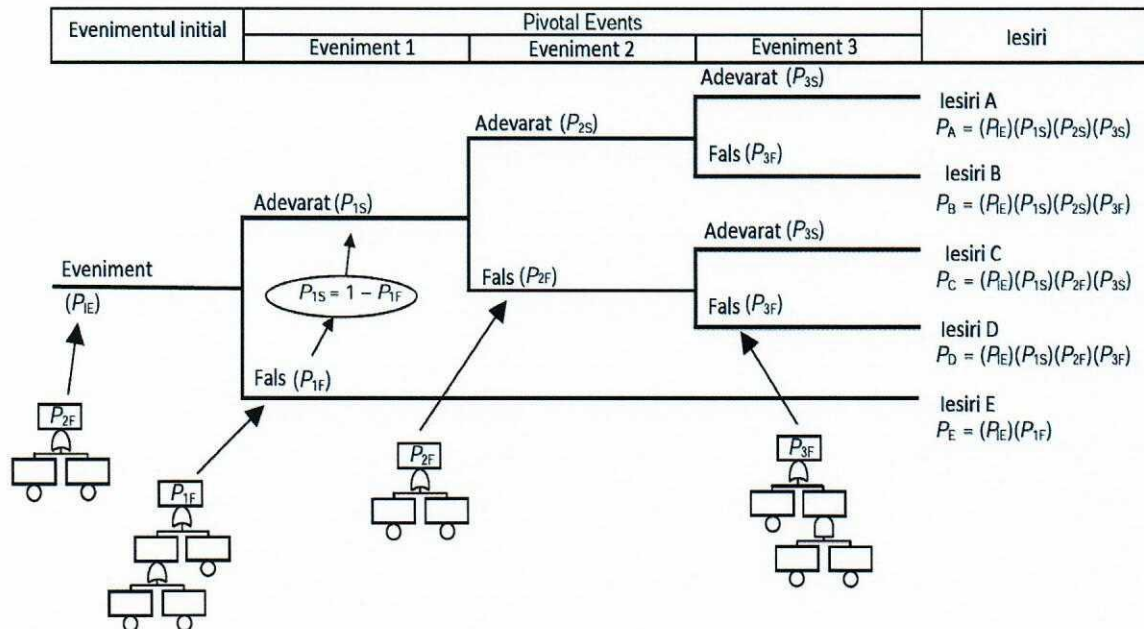 Evenimentul initial
Pivotal Events
Eveniment 1
Eveniment 2
Eveniment 3
Iesiri
Adevarat (P3S)
Iesiri A
PA = (PIE)(P1S)(P2S)(P3S)
Adevarat (P2S)
Fals (P3F)
Iesiri B
PB = (PIE)(P1S)(P2S)(P3F)
Adevarat (P1S)
Adevarat (P3S)
Iesiri C
PC = (PIE)(P1S)(P2F)(P3S)
Eveniment
(PIE)
P1S = 1 – P1F
Fals (P2F)
Fals (P3F)
Iesiri D
PD = (PIE)(P1S)(P2F)(P3F)
Fals (P1F)
Iesiri E
PE = (PIE)(P1F)
P2F
P1F
P2F
P3F